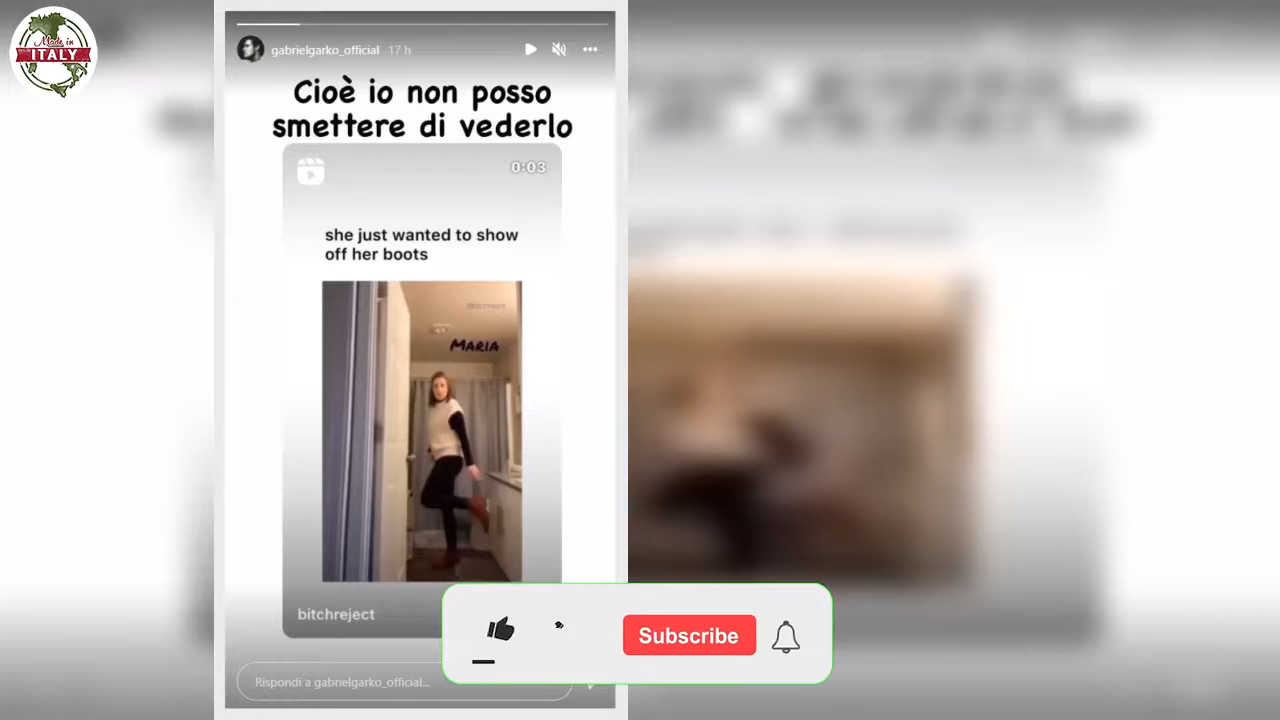 Made in
ITALY
gabrielgarko_official 17 h
Cioè io non posso
smettere di vederlo
0:03
she just wanted to show
off her boots
MARIA
bitchreject
Subscribe
Rispondi a gabrielgarko_official...